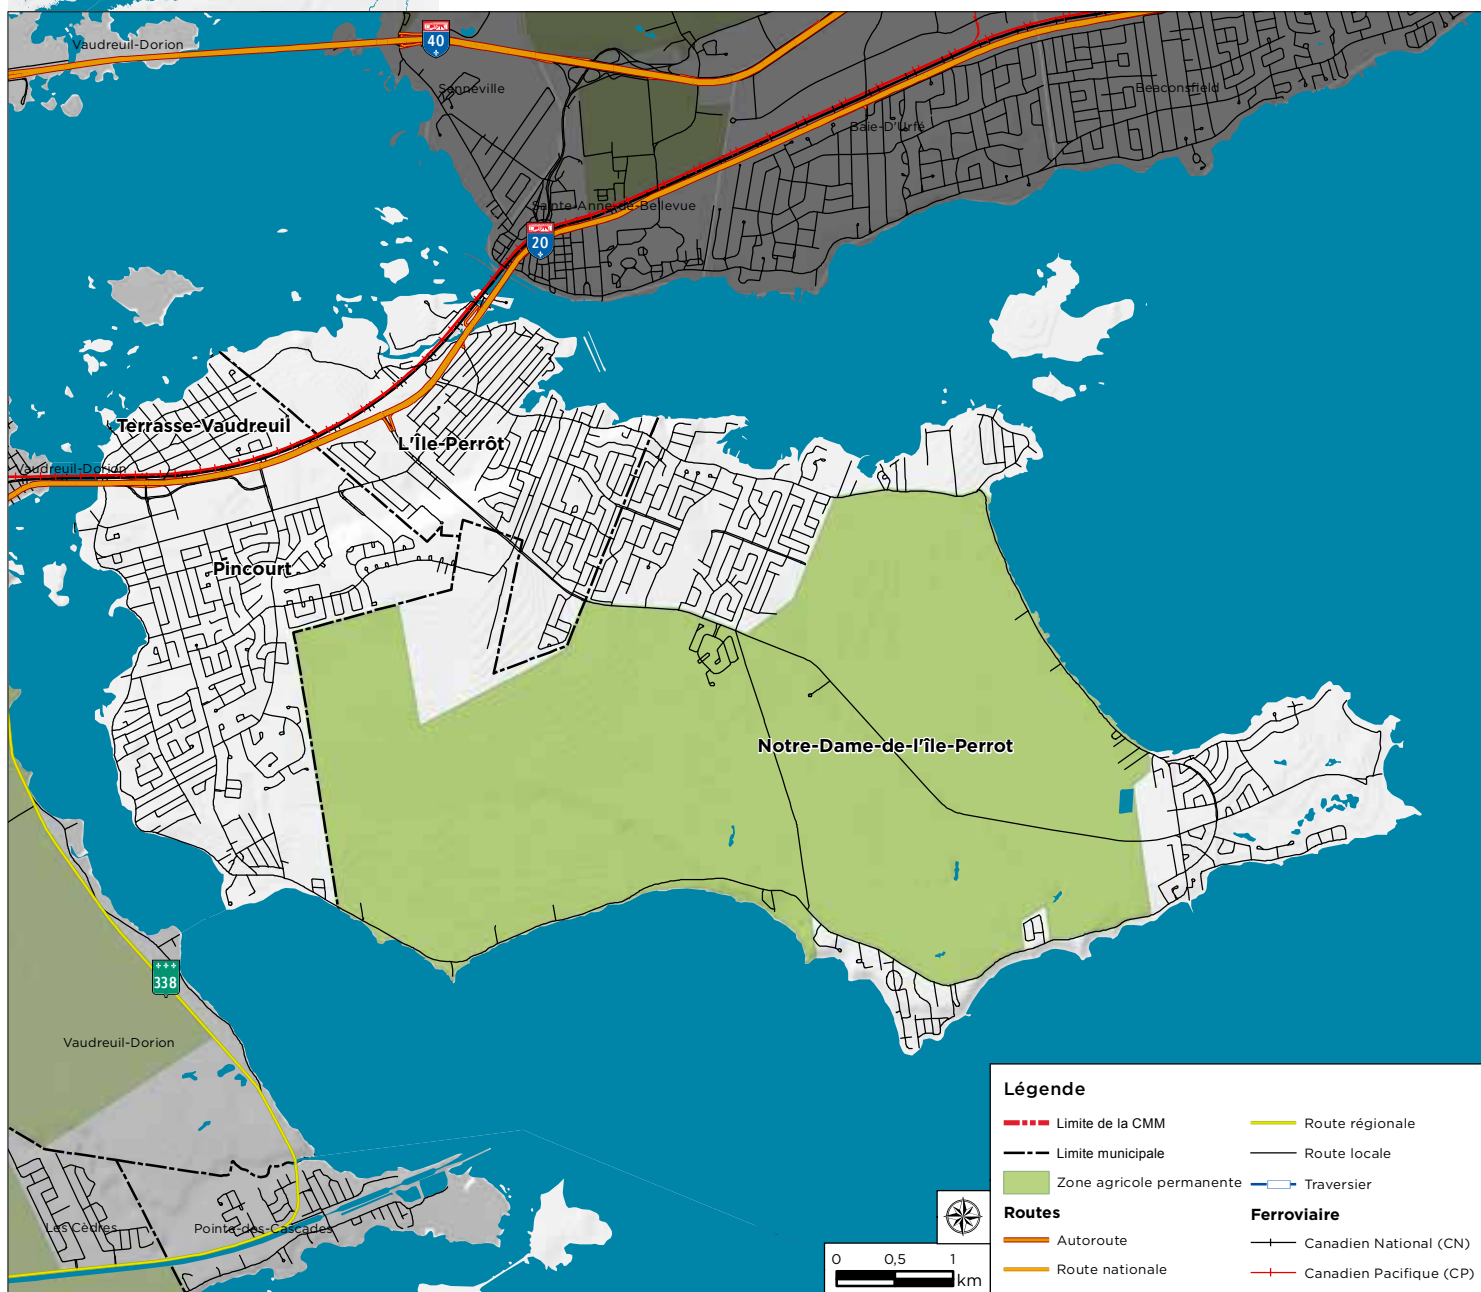 Vaudreuil-Dorion
40
Senneville
Beaconsfield
Baie-D'Urfé
Sainte-Anne-de-Bellevue
20
Terrasse-Vaudreuil
L'Île-Perrôt
Vaudreuil-Dorion
Pincourt
Notre-Dame-de-l'île-Perrot
338
Vaudreuil-Dorion
Les Cèdres
Pointe-des-Cascades
Légende
Limite de la CMM
Limite municipale
Zone agricole permanente
Routes
Autoroute
Route nationale
Route régionale
Route locale
Traversier
Ferroviaire
Canadien National (CN)
Canadien Pacifique (CP)
0 0,5 1
km